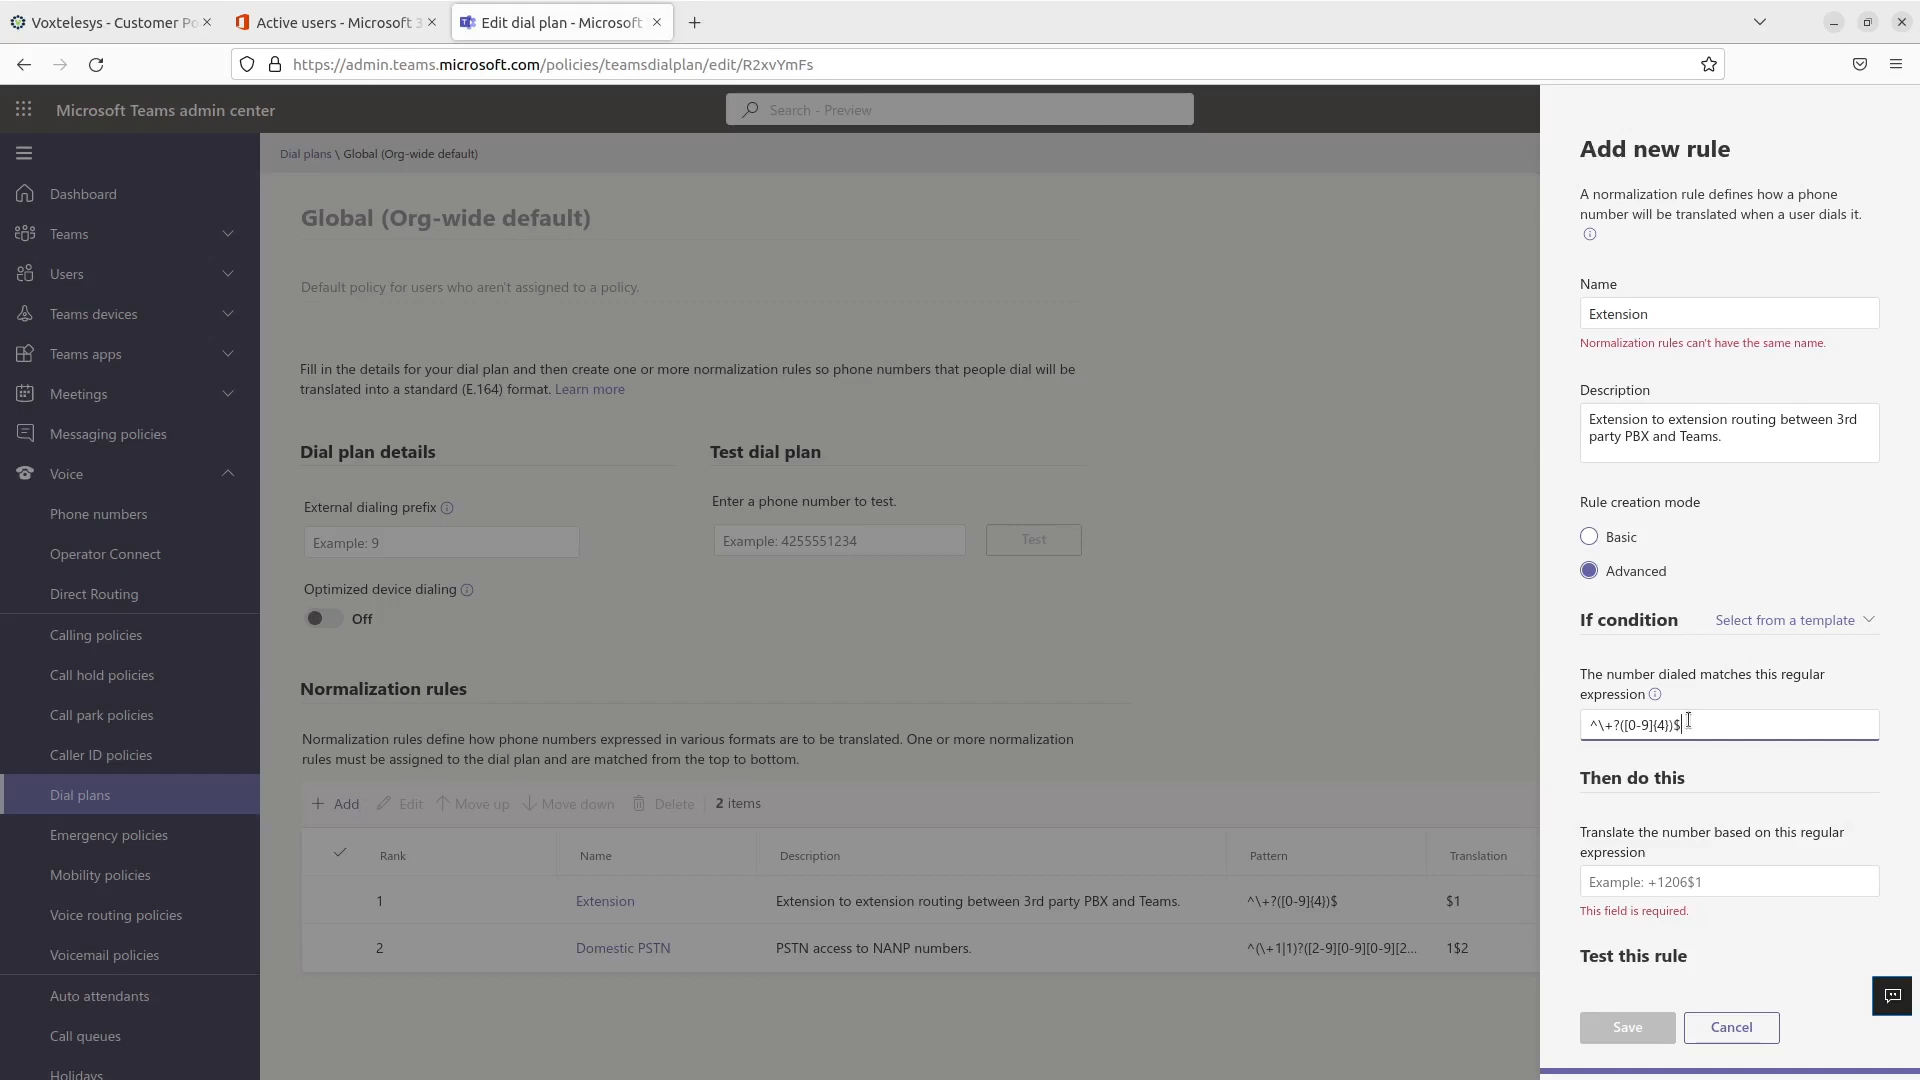 Voxtelesys - Customer Po
Active users - Microsoft 3
Edit dial plan - Microsoft
https://admin.teams.microsoft.com/policies/teamsdialplan/edit/R2xvYmFs
Microsoft Teams admin center
Search - Preview
Dashboard
Teams
Users
Teams devices
Teams apps
Meetings
Messaging policies
Voice
Phone numbers
Operator Connect
Direct Routing
Calling policies
Call hold policies
Call park policies
Caller ID policies
Dial plans
Emergency policies
Mobility policies
Voice routing policies
Voicemail policies
Auto attendants
Call queues
Holidays
Dial plans \ Global (Org-wide default)
Global (Org-wide default)
Default policy for users who aren't assigned to a policy.
Fill in the details for your dial plan and then create one or more normalization rules so phone numbers that people dial will be
translated into a standard (E.164) format. Learn more
Dial plan details
External dialing prefix
Example: 9
Optimized device dialing
Off
Test dial plan
Enter a phone number to test.
Example: 4255551234
Test
Normalization rules
Normalization rules define how phone numbers expressed in various formats are to be translated. One or more normalization
rules must be assigned to the dial plan and are matched from the top to bottom.
Add Edit Move up Move down Delete 2 items
Rank Name Description Pattern Translation
1 Extension Extension to extension routing between 3rd party PBX and Teams. ^\+?([0-9]{4})$ $1
2 Domestic PSTN PSTN access to NANP numbers. ^(\+1|1)?([2-9][0-9][0-9][2... 1$2
Add new rule
A normalization rule defines how a phone
number will be translated when a user dials it.
Name
Extension
Normalization rules can't have the same name.
Description
Extension to extension routing between 3rd
party PBX and Teams.
Rule creation mode
Basic
Advanced
If condition Select from a template
The number dialed matches this regular
expression
^\+?([0-9]{4})$
Then do this
Translate the number based on this regular
expression
Example: +1206$1
This field is required.
Test this rule
Save Cancel